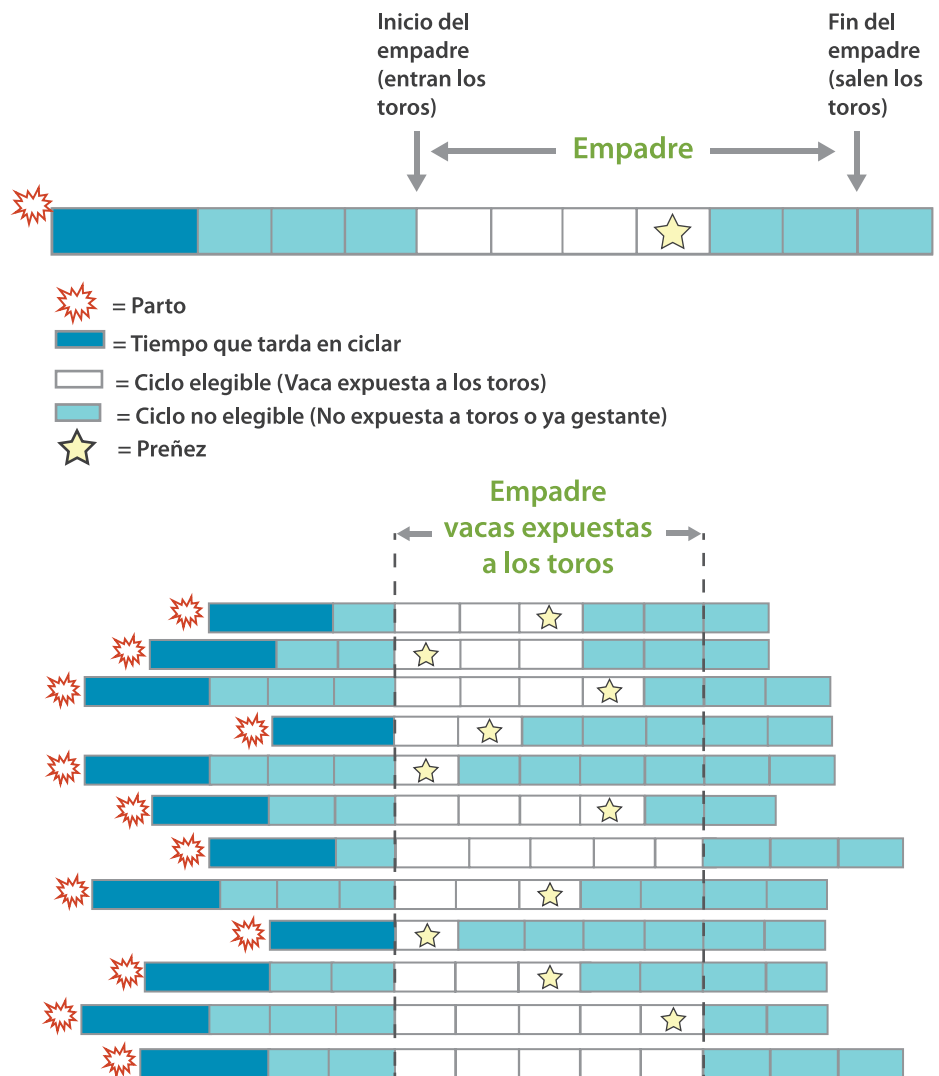 Inicio del
empadre
(entran los
toros)
Fin del
empadre
(salen los
toros)
Empadre
= Parto
= Tiempo que tarda en ciclar
= Ciclo elegible (Vaca expuesta a los toros)
= Ciclo no elegible (No expuesta a toros o ya gestante)
= Preñez
Empadre
vacas expuestas
a los toros